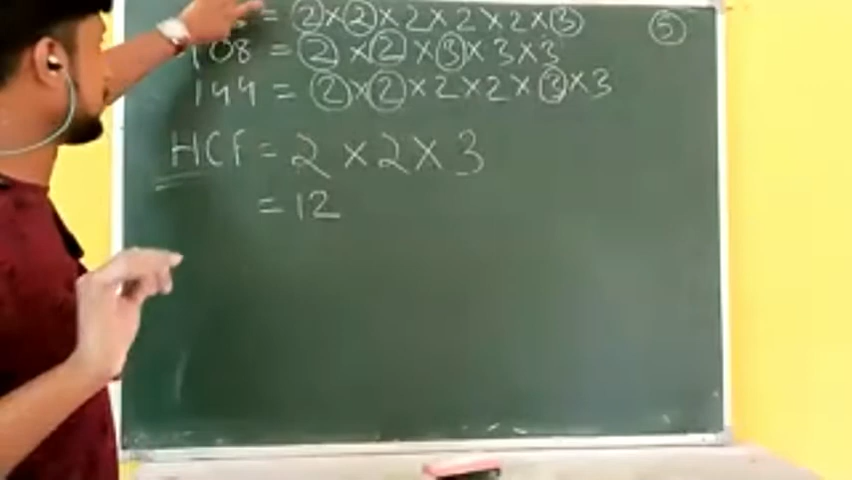 = 2 × 2 × 2 × 2 × 2 × 3 5
108 = 2 × 2 × 3 × 3 × 3
144 = 2 × 2 × 2 × 2 × 3 × 3
HCF = 2 × 2 × 3
= 12